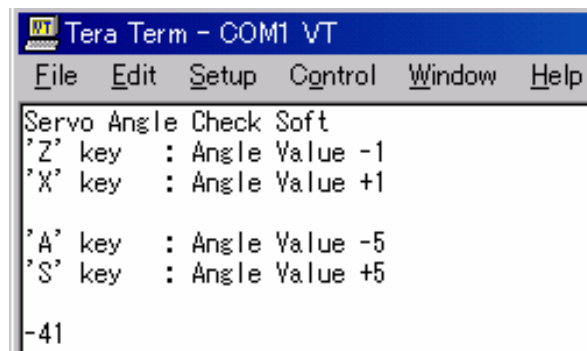 Tera Term - COM1 VT
File Edit Setup Control Window Help
Servo Angle Check Soft
'Z' key : Angle Value -1
'X' key : Angle Value +1
'A' key : Angle Value -5
'S' key : Angle Value +5
-41